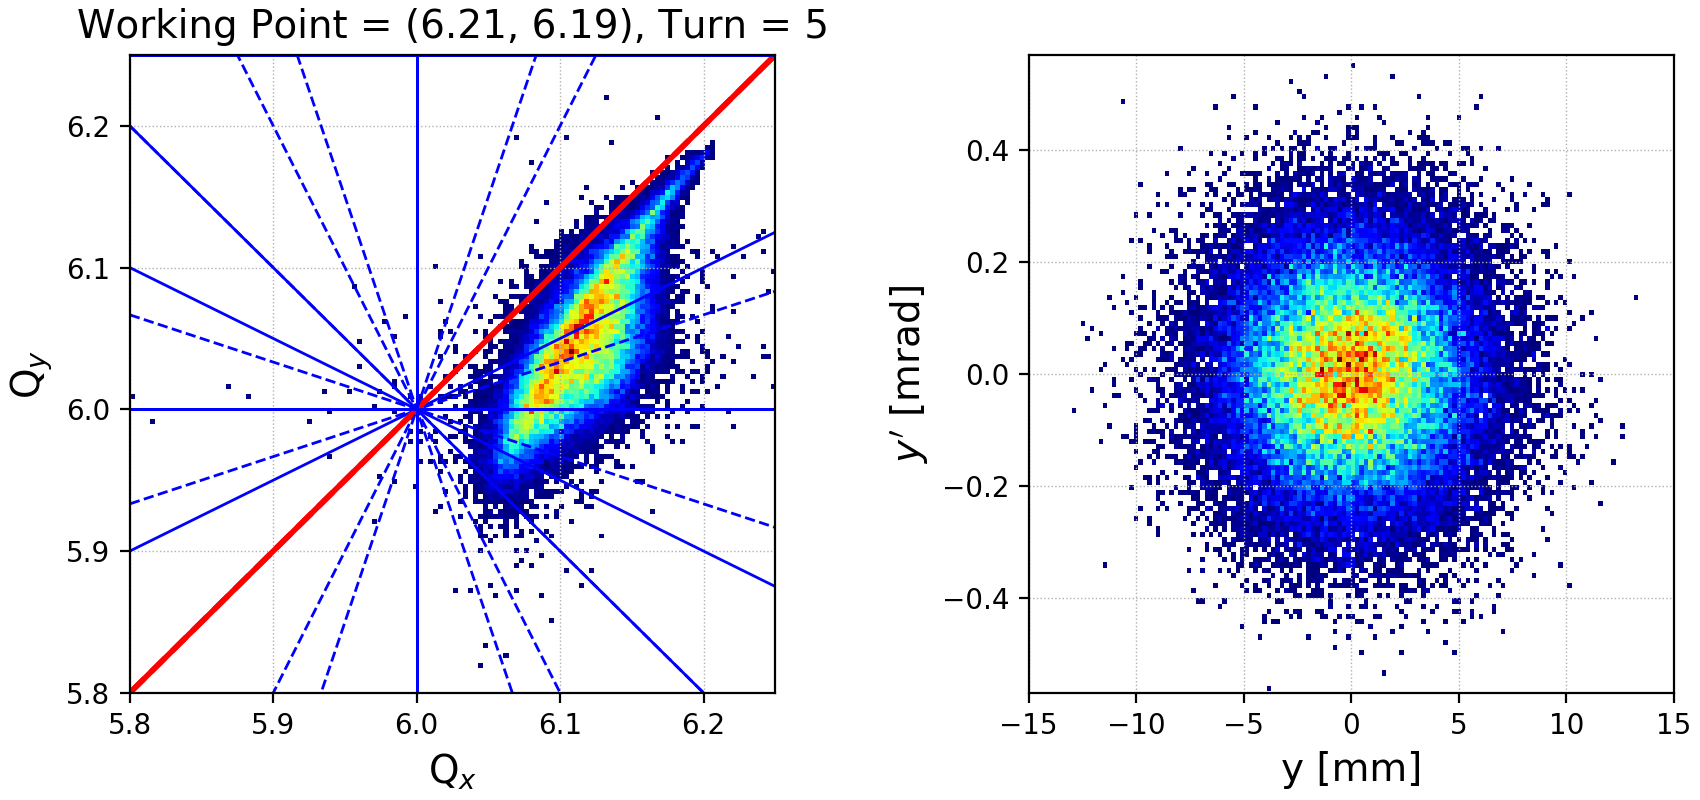 Working Point = (6.21, 6.19), Turn = 5
6.2
6.1
6.0
5.9
5.8
Q_y
5.8 5.9 6.0 6.1 6.2
Q_x
0.4
0.2
0.0
−0.2
−0.4
y′ [mrad]
−15 −10 −5 0 5 10 15
y [mm]